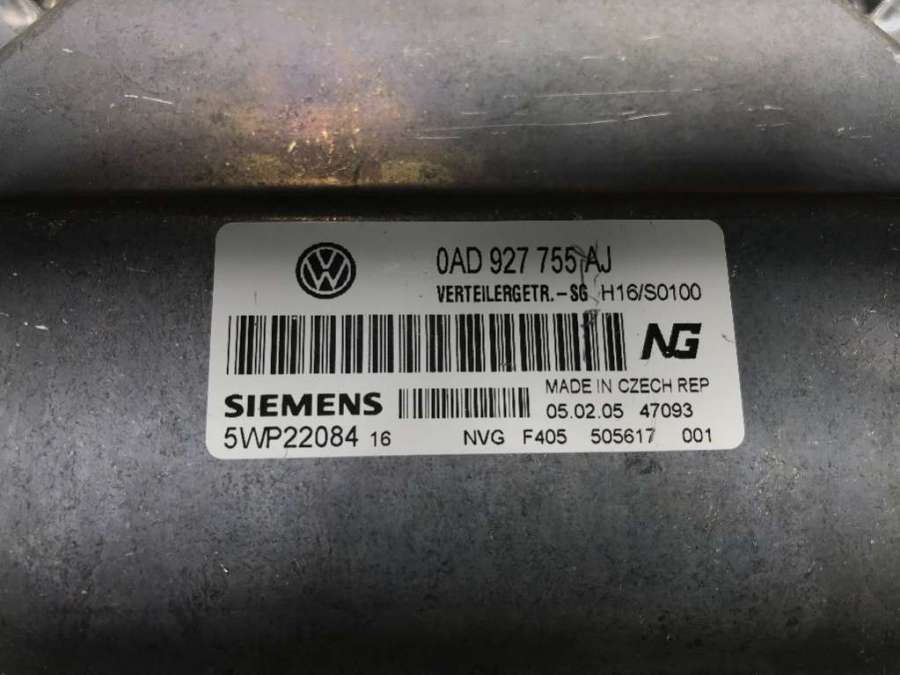 0AD 927 755 AJ
VERTEILERGETR.-SG H16/S0100
NG
MADE IN CZECH REP
SIEMENS 05.02.05 47093
5WP22084 16 NVG F405 505617 001